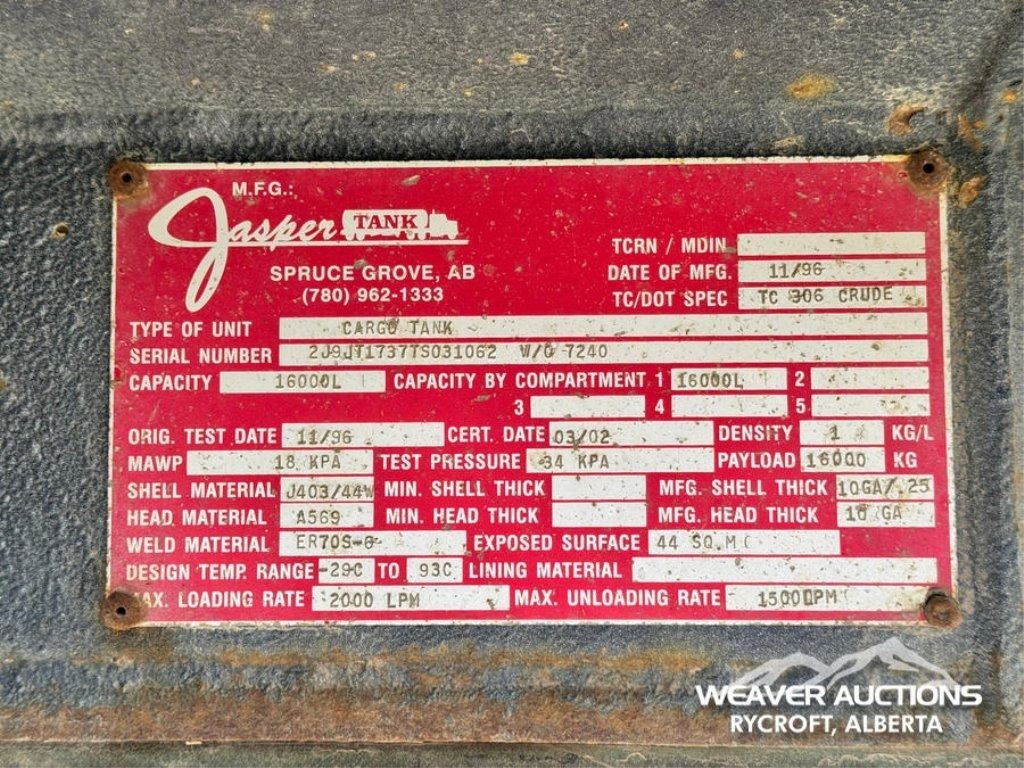 M.F.G.:
Jasper TANK
SPRUCE GROVE, AB
(780) 962-1333
TCRN / MDIN
DATE OF MFG. 11/96
TC/DOT SPEC TC 306 CRUDE
TYPE OF UNIT CARGO TANK
SERIAL NUMBER 2J9JT1737TS031062 W/O 7240
CAPACITY 16000L CAPACITY BY COMPARTMENT 1 16000L 2
3 4 5
ORIG. TEST DATE 11/96 CERT. DATE 03/02 DENSITY 1 KG/L
MAWP 18 KPA TEST PRESSURE 34 KPA PAYLOAD 16000 KG
SHELL MATERIAL J403/44W MIN. SHELL THICK MFG. SHELL THICK 10GA/.25
HEAD MATERIAL A569 MIN. HEAD THICK MFG. HEAD THICK 10 GA
WELD MATERIAL ER70S-6 EXPOSED SURFACE 44 SQ.M
DESIGN TEMP. RANGE -29C TO 93C LINING MATERIAL
MAX. LOADING RATE 2000 LPM MAX. UNLOADING RATE 1500LPM
WEAVER AUCTIONS
RYCROFT, ALBERTA